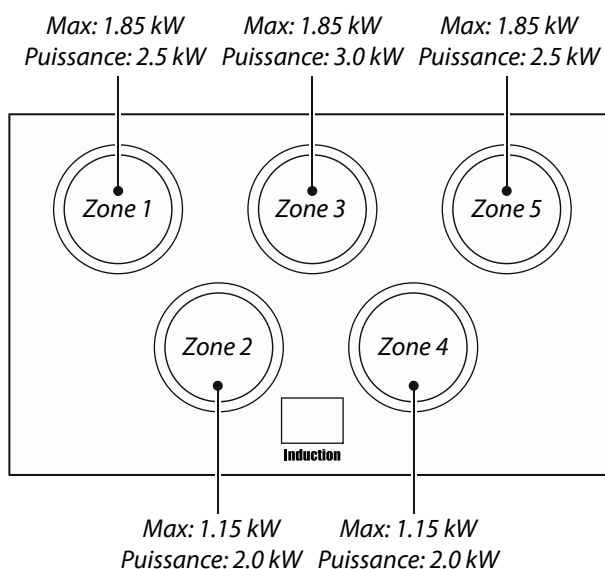 Max: 1.85 kW
Puissance: 2.5 kW
Max: 1.85 kW
Puissance: 3.0 kW
Max: 1.85 kW
Puissance: 2.5 kW
Zone 1
Zone 3
Zone 5
Zone 2
Zone 4
Induction
Max: 1.15 kW
Puissance: 2.0 kW
Max: 1.15 kW
Puissance: 2.0 kW